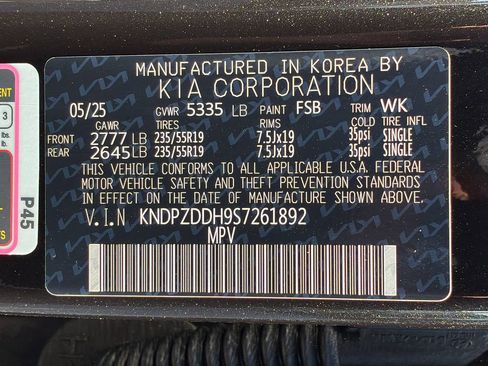 MANUFACTURED IN KOREA BY
KIA CORPORATION
05/25 GVWR 5335 LB PAINT FSB TRIM WK
GAWR TIRES RIMS COLD TIRE INFL
FRONT 2777 LB 235/55R19 7.5Jx19 35psi SINGLE
REAR 2645 LB 235/55R19 7.5Jx19 35psi SINGLE
THIS VEHICLE CONFORMS TO ALL APPLICABLE U.S.A. FEDERAL
MOTOR VEHICLE SAFETY AND THEFT PREVENTION STANDARDS
IN EFFECT ON THE DATE OF MANUFACTURE SHOWN ABOVE.
V.I.N KNDPZDDH9S7261892
MPV
P45
3
lbs.